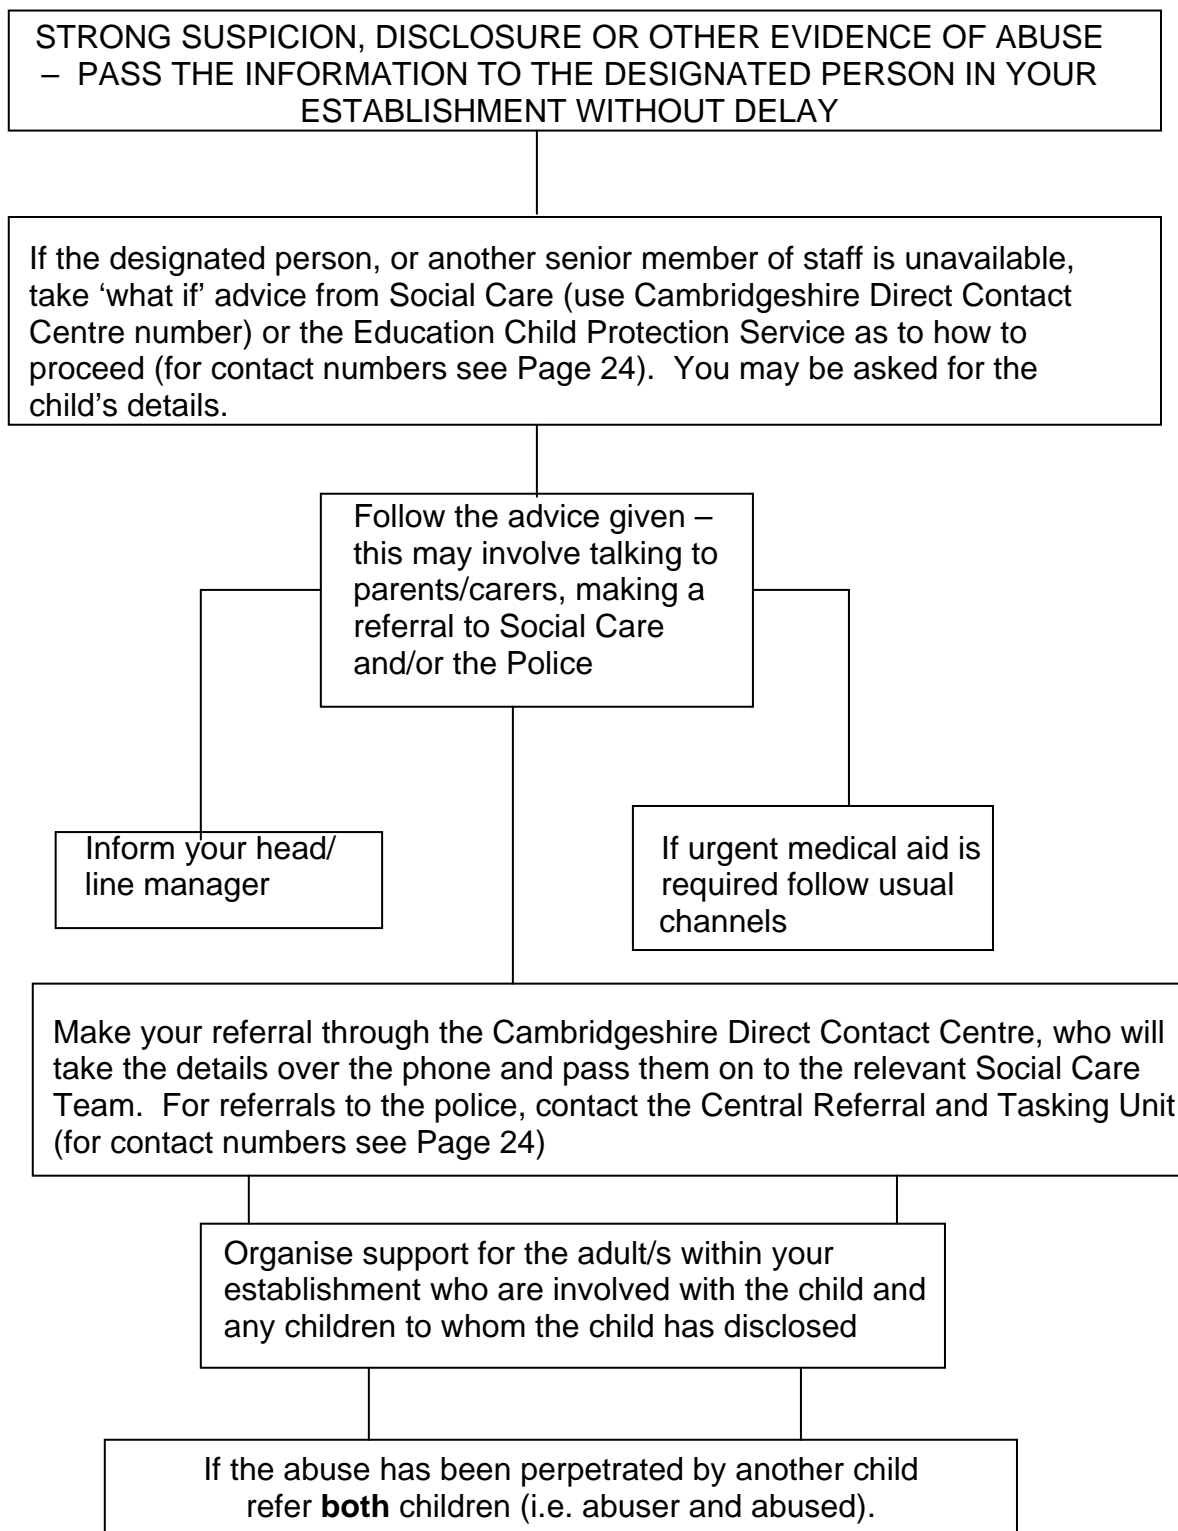 STRONG SUSPICION, DISCLOSURE OR OTHER EVIDENCE OF ABUSE
– PASS THE INFORMATION TO THE DESIGNATED PERSON IN YOUR
ESTABLISHMENT WITHOUT DELAY
If the designated person, or another senior member of staff is unavailable,
take ‘what if’ advice from Social Care (use Cambridgeshire Direct Contact
Centre number) or the Education Child Protection Service as to how to
proceed (for contact numbers see Page 24).  You may be asked for the
child’s details.
Follow the advice given –
this may involve talking to
parents/carers, making a
referral to Social Care
and/or the Police
Inform your head/
line manager
If urgent medical aid is
required follow usual
channels
Make your referral through the Cambridgeshire Direct Contact Centre, who will
take the details over the phone and pass them on to the relevant Social Care
Team.  For referrals to the police, contact the Central Referral and Tasking Unit
(for contact numbers see Page 24)
Organise support for the adult/s within your
establishment who are involved with the child and
any children to whom the child has disclosed
If the abuse has been perpetrated by another child
refer both children (i.e. abuser and abused).